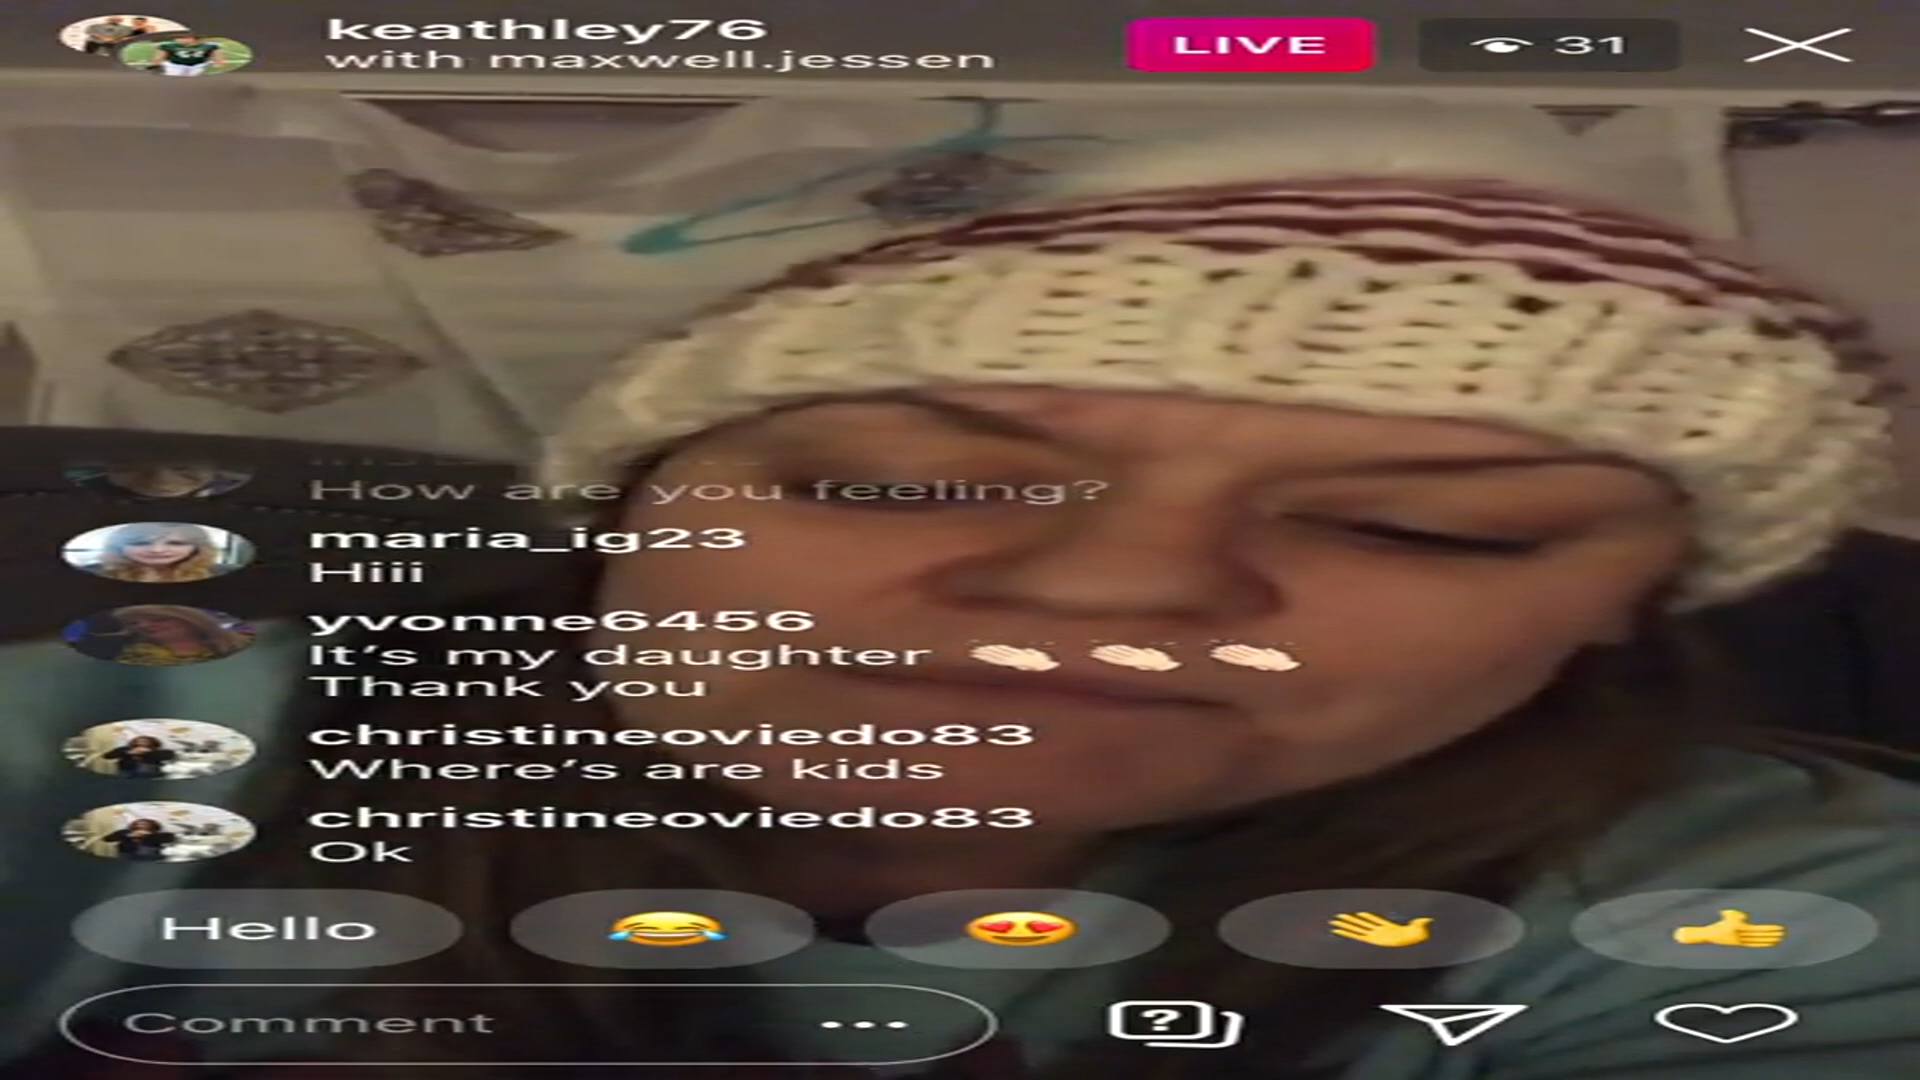 keathley76
with maxwell.jessen
LIVE
31
How are you feeling?
maria_ig23
Hiii
yvonne6456
It's my daughter 👏🏻 👏🏻 👏🏻
Thank you
christineoviedo83
Where's are kids
christineoviedo83
Ok
Hello
Comment